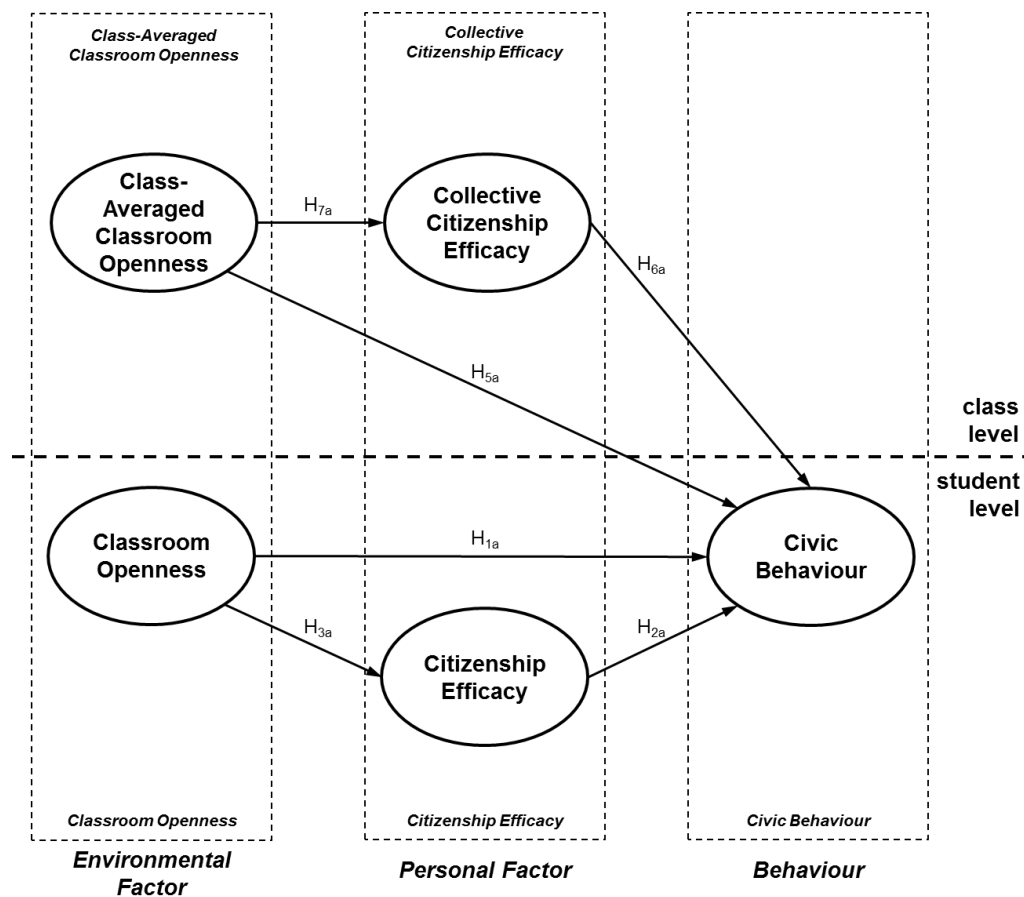 Class-Averaged
Classroom Openness
Collective
Citizenship Efficacy
Class-
Averaged
Classroom
Openness
H7a
Collective
Citizenship
Efficacy
H6a
H5a
class
level
student
level
Classroom
Openness
H1a
Civic
Behaviour
H3a
Citizenship
Efficacy
H2a
Classroom Openness
Citizenship Efficacy
Civic Behaviour
Environmental
Factor
Personal Factor
Behaviour